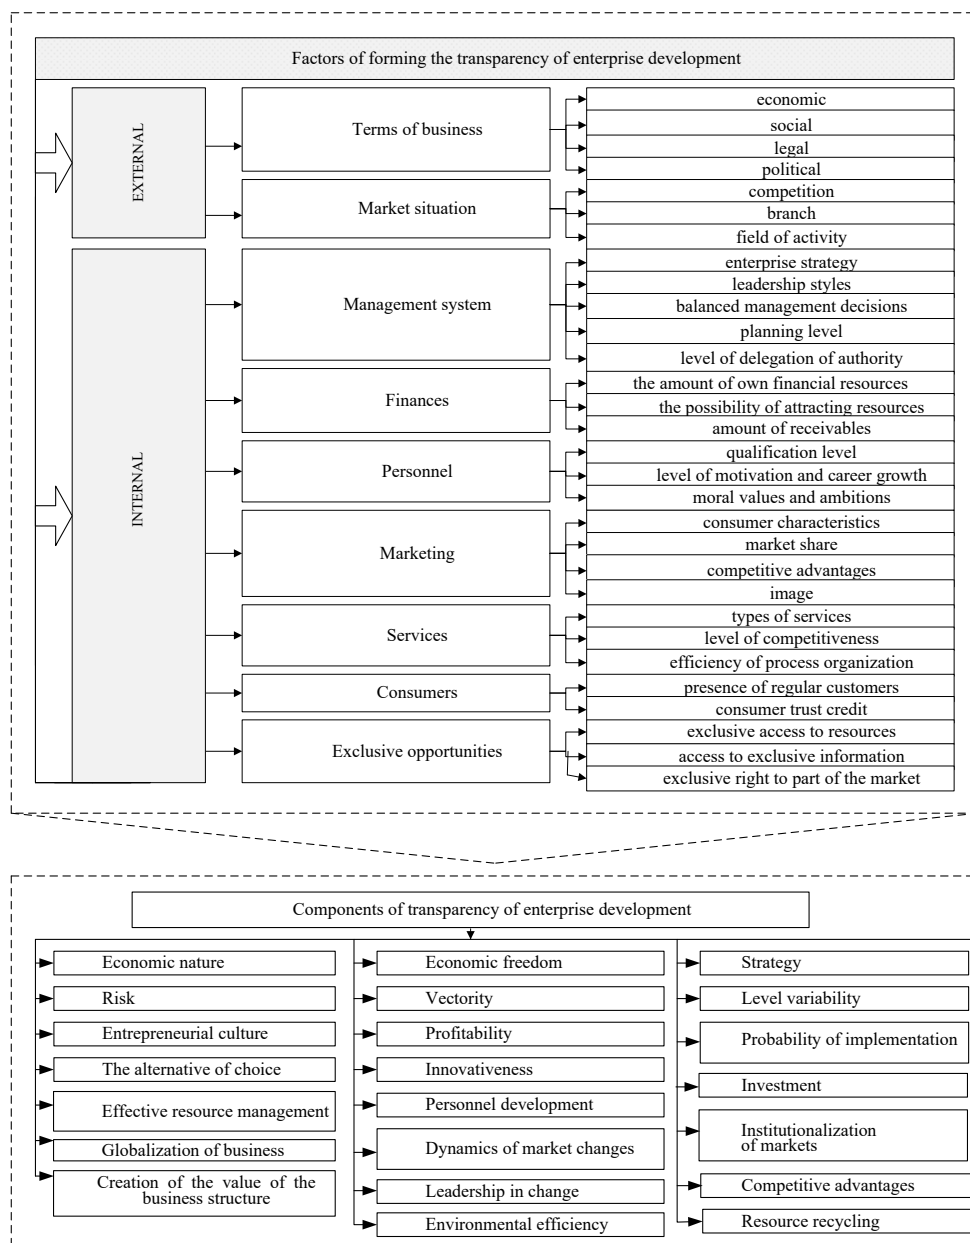 Factors of forming the transparency of enterprise development
EXTERNAL
Terms of business
economic
social
legal
political
Market situation
competition
branch
field of activity
INTERNAL
Management system
enterprise strategy
leadership styles
balanced management decisions
planning level
level of delegation of authority
Finances
the amount of own financial resources
the possibility of attracting resources
amount of receivables
Personnel
qualification level
level of motivation and career growth
moral values and ambitions
Marketing
consumer characteristics
market share
competitive advantages
image
Services
types of services
level of competitiveness
efficiency of process organization
Consumers
presence of regular customers
consumer trust credit
Exclusive opportunities
exclusive access to resources
access to exclusive information
exclusive right to part of the market
Components of transparency of enterprise development
Economic nature
Risk
Entrepreneurial culture
The alternative of choice
Effective resource management
Globalization of business
Creation of the value of the
business structure
Economic freedom
Vectority
Profitability
Innovativeness
Personnel development
Dynamics of market changes
Leadership in change
Environmental efficiency
Strategy
Level variability
Probability of implementation
Investment
Institutionalization
of markets
Competitive advantages
Resource recycling